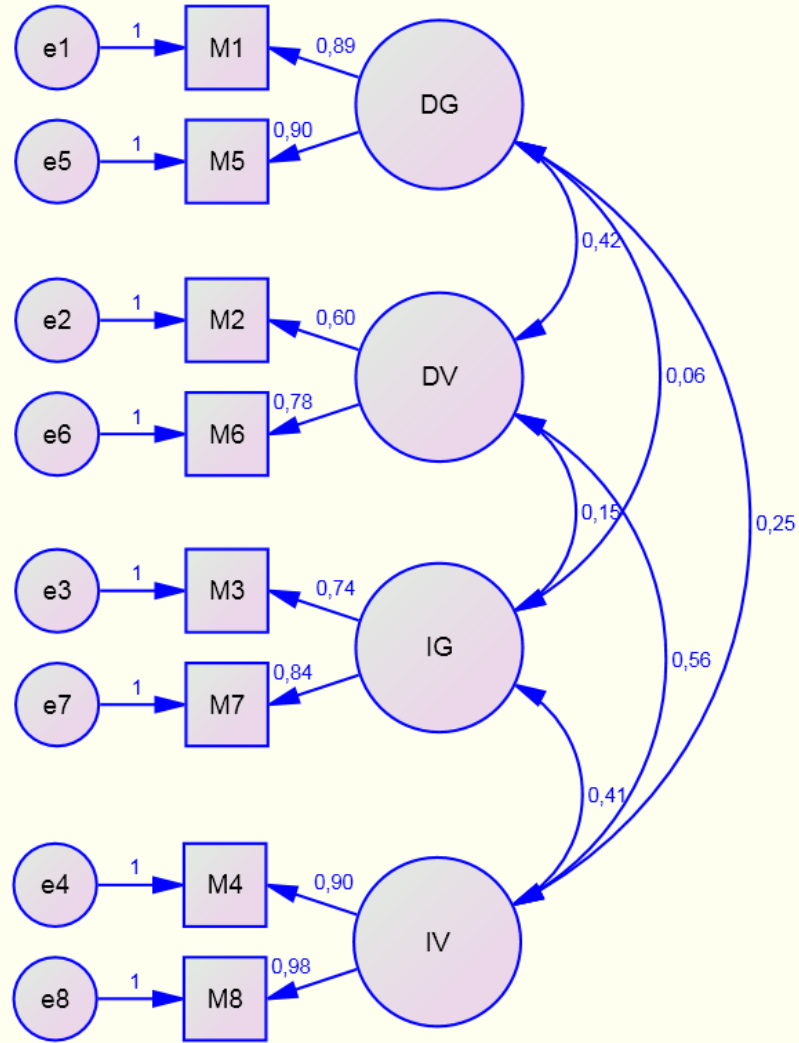 e1 1 M1 0,89 DG
e5 1 M5 0,90
0,42
e2 1 M2 0,60 DV
0,06
e6 1 M6 0,78
0,15
0,25
e3 1 M3 0,74 IG
0,56
e7 1 M7 0,84
0,41
e4 1 M4 0,90 IV
e8 1 M8 0,98